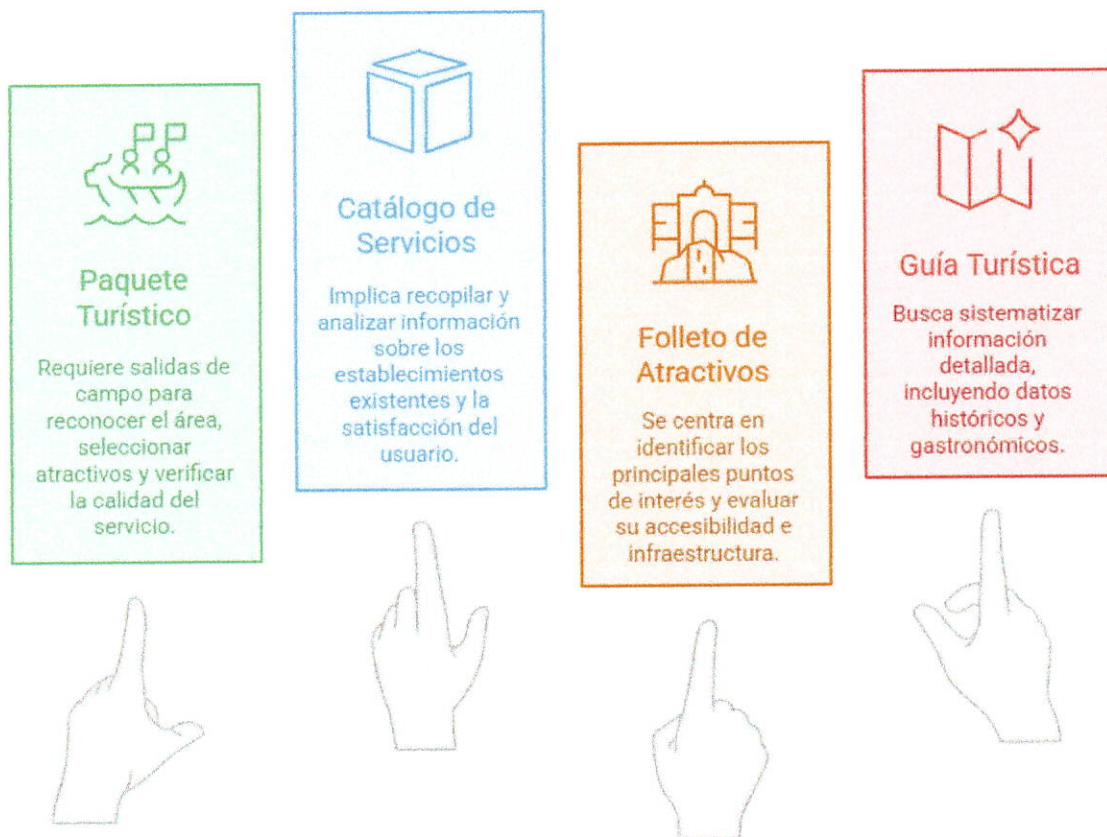 Paquete
Turístico
Requiere salidas de
campo para
reconocer el área,
seleccionar
atractivos y verificar
la calidad del
servicio.
Catálogo de
Servicios
Implica recopilar y
analizar información
sobre los
establecimientos
existentes y la
satisfacción del
usuario.
Folleto de
Atractivos
Se centra en
identificar los
principales puntos
de interés y evaluar
su accesibilidad e
infraestructura.
Guía Turística
Busca sistematizar
información
detallada,
incluyendo datos
históricos y
gastronómicos.